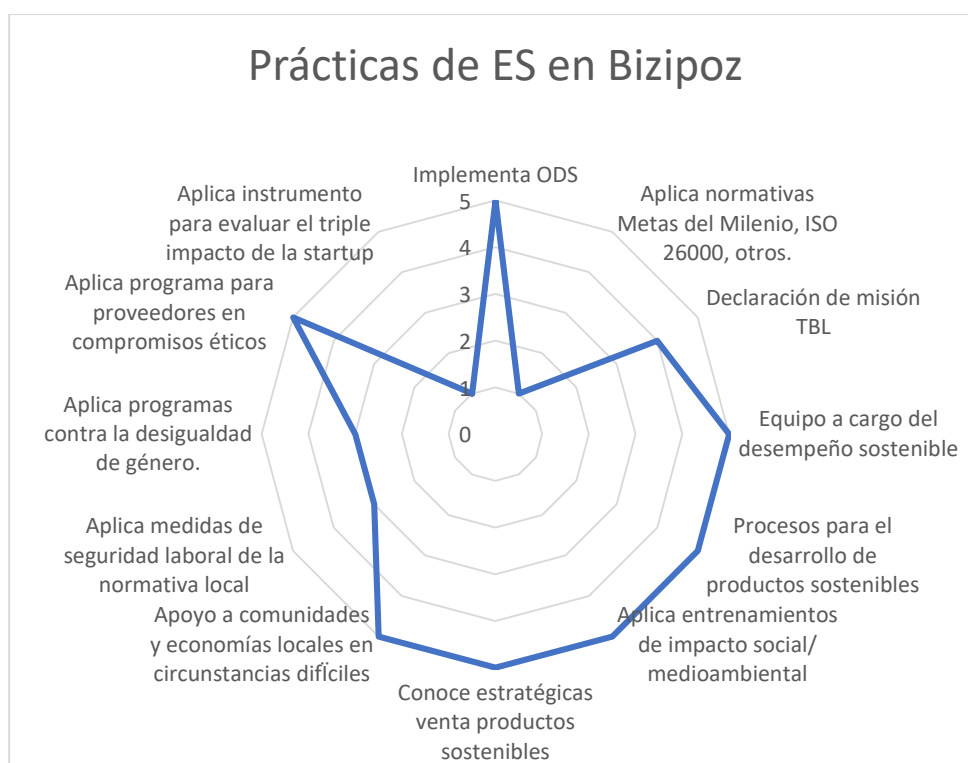 Prácticas de ES en Bizipoz
Implementa ODS
Aplica normativas
Metas del Milenio, ISO
26000, otros.
Declaración de misión
TBL
Equipo a cargo del
desempeño sostenible
Procesos para el
desarrollo de
productos sostenibles
Aplica entrenamientos
de impacto social/
medioambiental
Conoce estratégicas
venta productos
sostenibles
Apoyo a comunidades
y economías locales en
circunstancias difÍciles
Aplica medidas de
seguridad laboral de la
normativa local
Aplica programas
contra la desigualdad
de género.
Aplica programa para
proveedores en
compromisos éticos
Aplica instrumento
para evaluar el triple
impacto de la startup
5
4
3
2
1
0